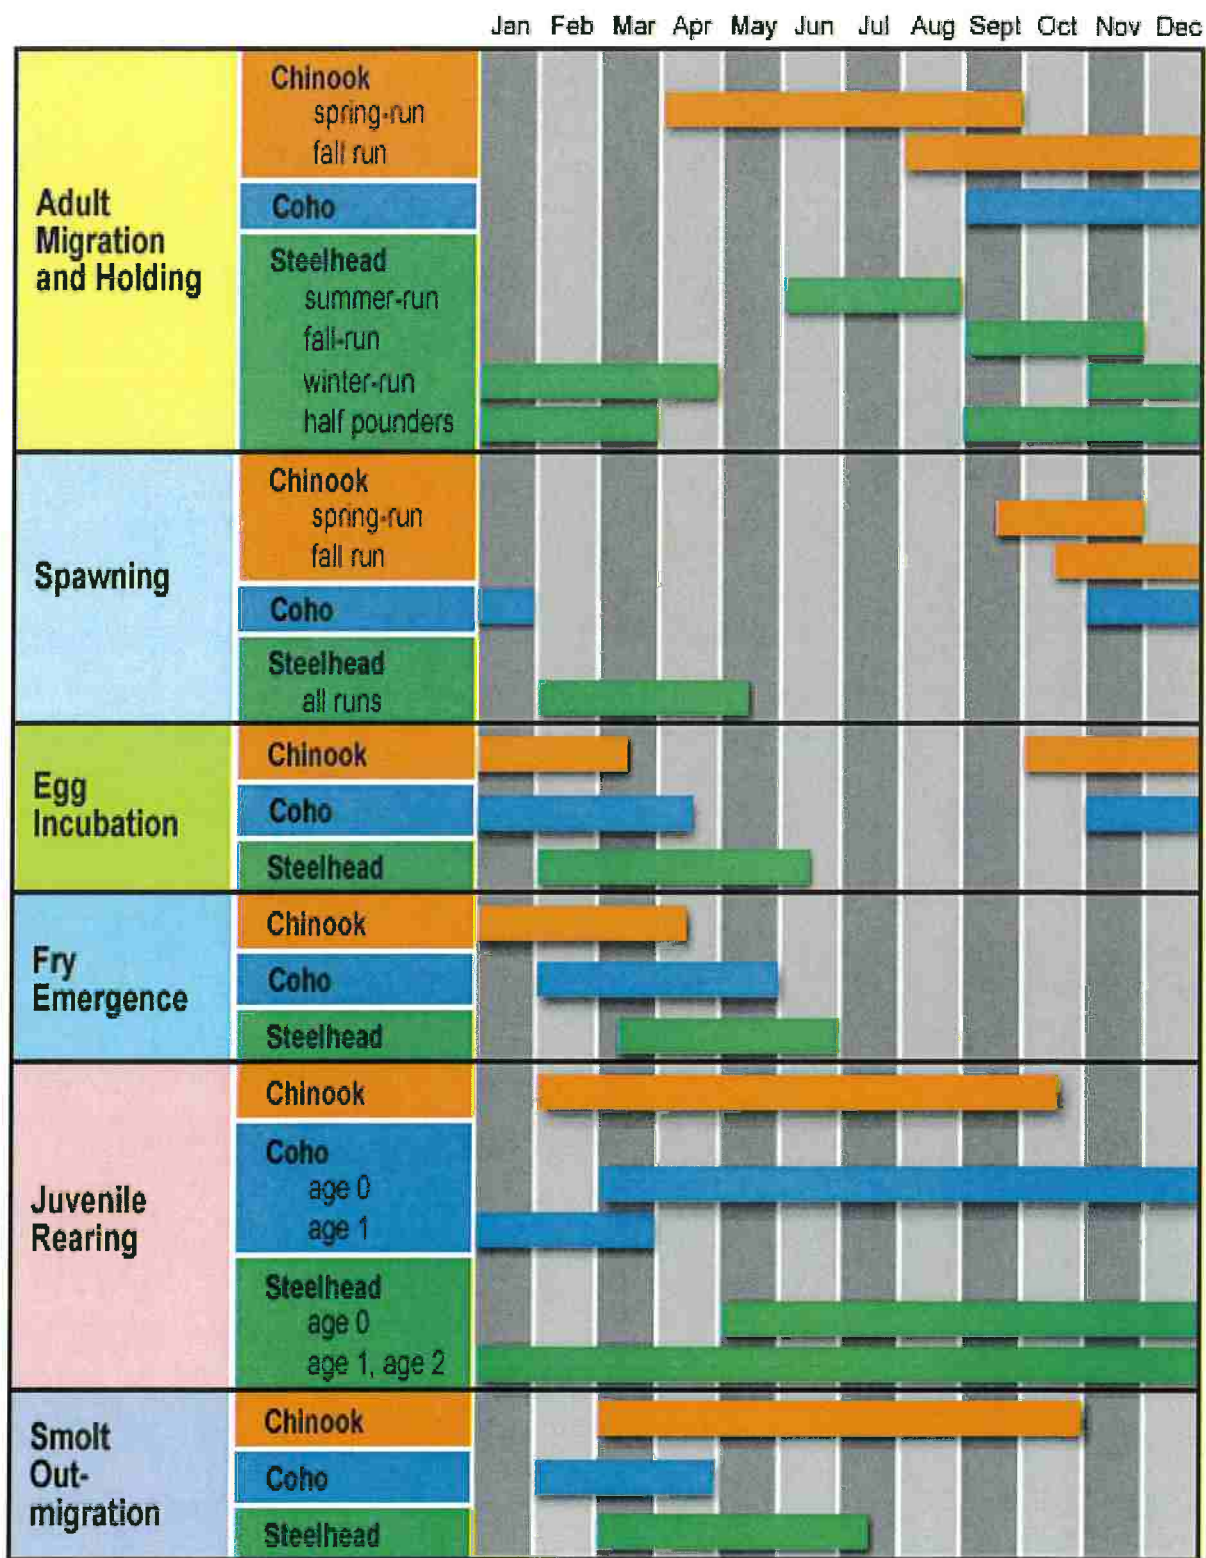 Jan Feb Mar Apr May Jun Jul Aug Sept Oct Nov Dec
Adult
Migration
and Holding
Chinook
spring-run
fall run
Coho
Steelhead
summer-run
fall-run
winter-run
half pounders
Spawning
Chinook
spring-run
fall run
Coho
Steelhead
all runs
Egg
Incubation
Chinook
Coho
Steelhead
Fry
Emergence
Chinook
Coho
Steelhead
Juvenile
Rearing
Chinook
Coho
age 0
age 1
Steelhead
age 0
age 1, age 2
Smolt
Out-
migration
Chinook
Coho
Steelhead